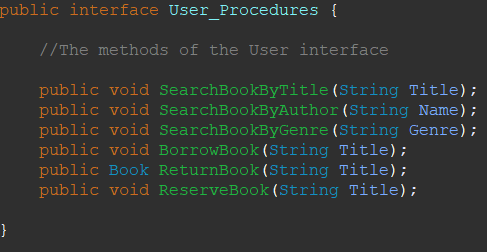 public interface User_Procedures {
//The methods of the User interface
public void SearchBookByTitle(String Title);
public void SearchBookByAuthor(String Name);
public void SearchBookByGenre(String Genre);
public void BorrowBook(String Title);
public Book ReturnBook(String Title);
public void ReserveBook(String Title);
}